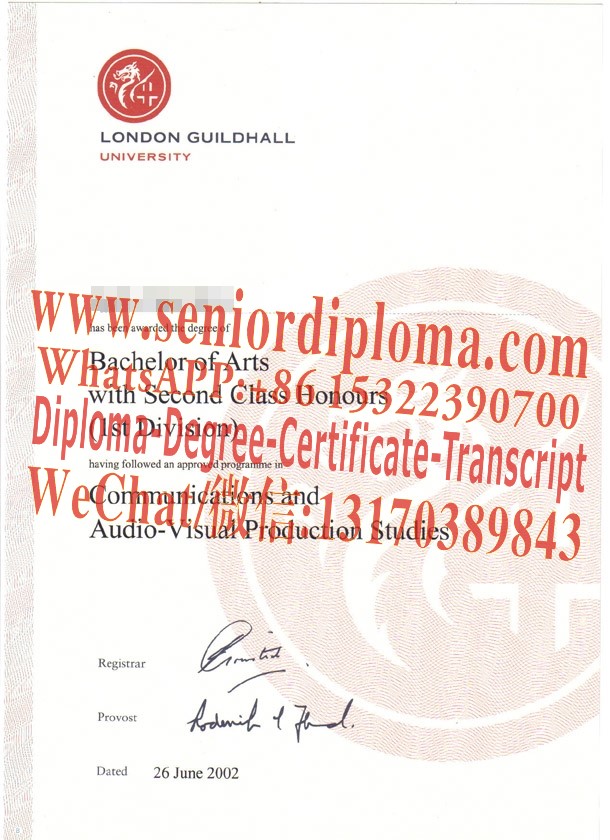 LONDON GUILDHALL
UNIVERSITY
www.seniordiploma.com
has been awarded the degree of
Bachelor of Arts
WhatsAPP:+86 15322390700
with Second Class Honours
(1st Division)
Diploma-Degree-Certificate-Transcript
having followed an approved programme in
Communications and
WeChat/微信:13170389843
Audio-Visual Production Studies
Registrar
Provost
Dated 26 June 2002